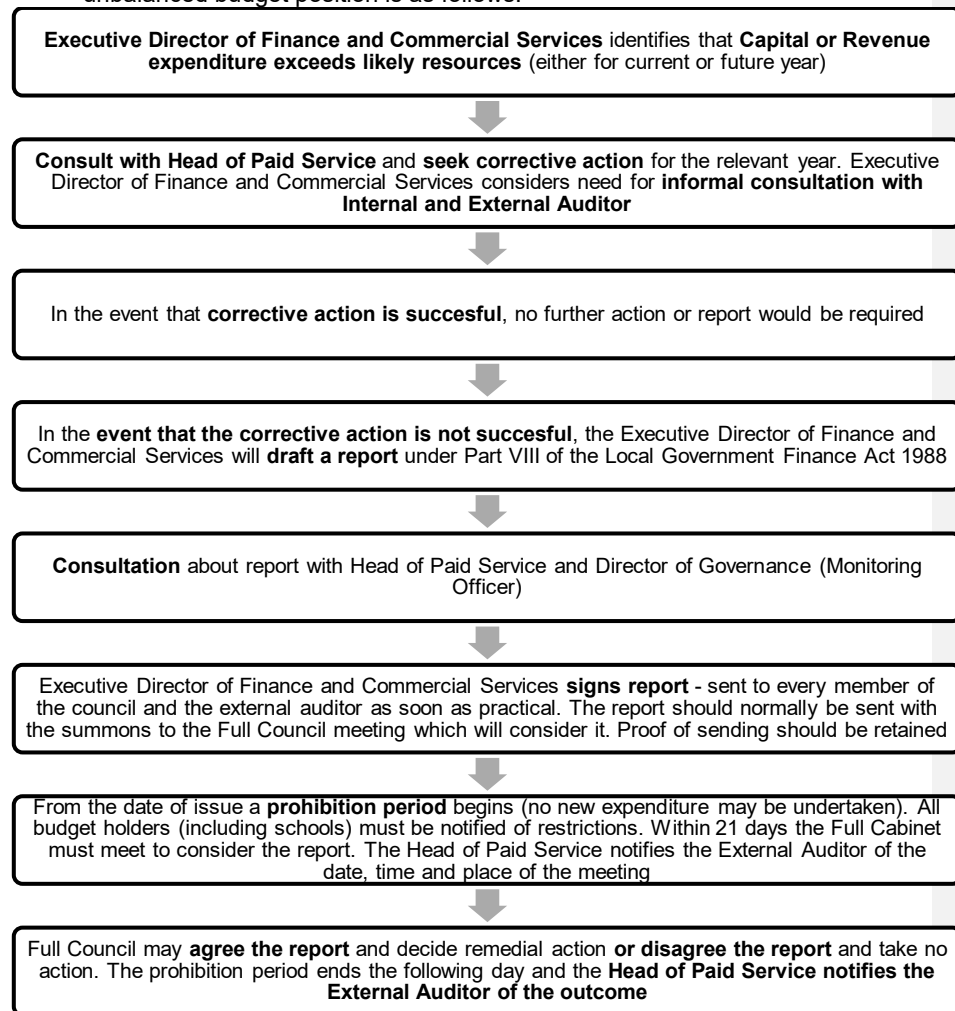 unbalanced budget position is as follows:
Executive Director of Finance and Commercial Services identifies that Capital or Revenue
expenditure exceeds likely resources (either for current or future year)
Consult with Head of Paid Service and seek corrective action for the relevant year. Executive
Director of Finance and Commercial Services considers need for informal consultation with
Internal and External Auditor
In the event that corrective action is succesful, no further action or report would be required
In the event that the corrective action is not succesful, the Executive Director of Finance and
Commercial Services will draft a report under Part VIII of the Local Government Finance Act 1988
Consultation about report with Head of Paid Service and Director of Governance (Monitoring
Officer)
Executive Director of Finance and Commercial Services signs report - sent to every member of
the council and the external auditor as soon as practical. The report should normally be sent with
the summons to the Full Council meeting which will consider it. Proof of sending should be retained
From the date of issue a prohibition period begins (no new expenditure may be undertaken). All
budget holders (including schools) must be notified of restrictions. Within 21 days the Full Cabinet
must meet to consider the report. The Head of Paid Service notifies the External Auditor of the
date, time and place of the meeting
Full Council may agree the report and decide remedial action or disagree the report and take no
action. The prohibition period ends the following day and the Head of Paid Service notifies the
External Auditor of the outcome